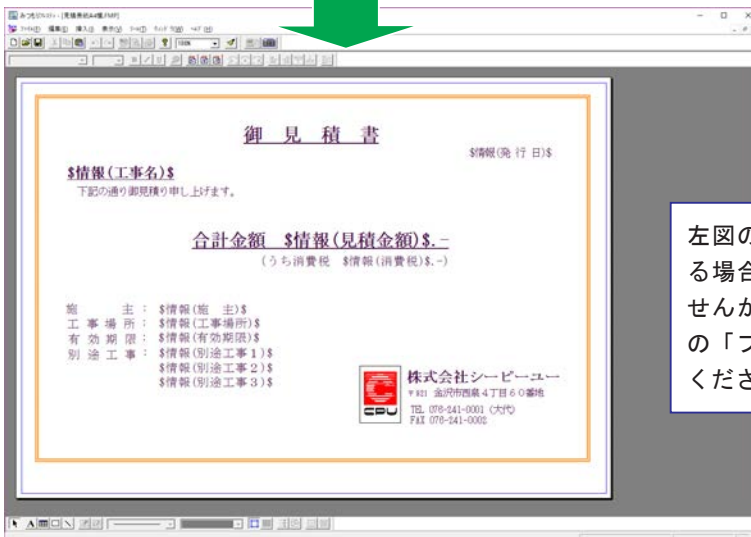 御 見 積 書
$情報(発 行 日)$
$情報(工事名)$
下記の通り御見積り申し上げます。
合計金額 $情報(見積金額)$.-
(うち消費税 $情報(消費税)$.-)
施 主 : $情報(施 主)$
工 事 場 所 : $情報(工事場所)$
有 効 期 限 : $情報(有効期限)$
別 途 工 事 : $情報(別途工事1)$
$情報(別途工事2)$
$情報(別途工事3)$
CPU
株式会社シーピーユー
〒921 金沢市西泉4丁目60番地
TEL 076-241-0001 (大代)
FAX 076-241-0002
左図の
る場合
せんか
の「フ
くださ
100%